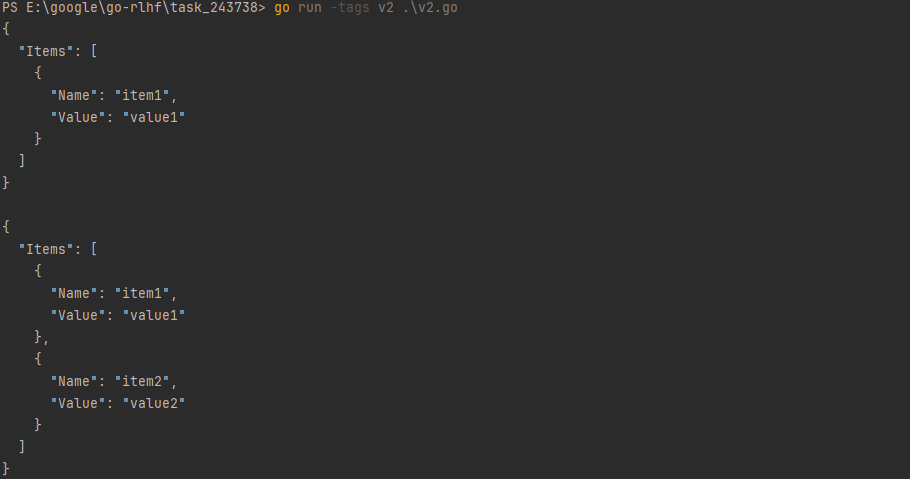 PS E:\google\go-rlhf\task_243738> go run -tags v2 .\v2.go
{
  "Items": [
    {
      "Name": "item1",
      "Value": "value1"
    }
  ]
}

{
  "Items": [
    {
      "Name": "item1",
      "Value": "value1"
    },
    {
      "Name": "item2",
      "Value": "value2"
    }
  ]
}